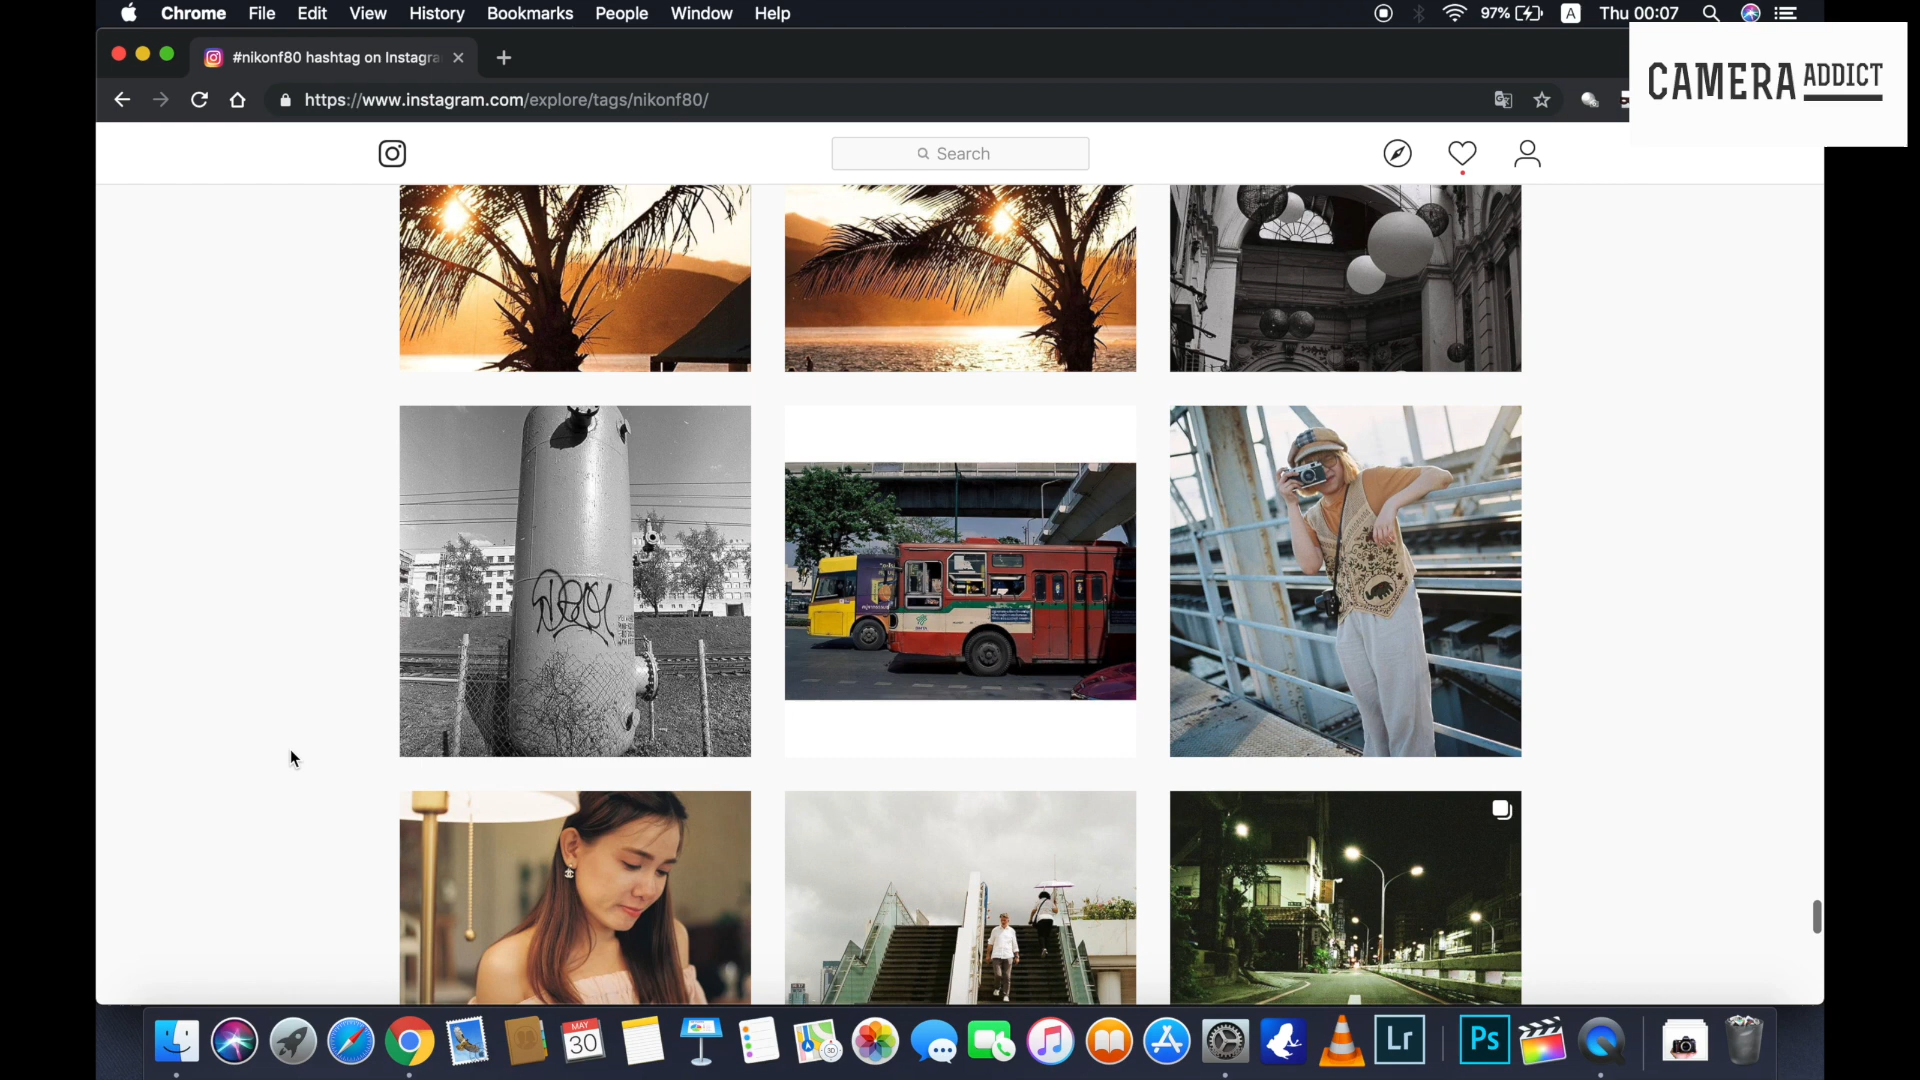 Chrome File Edit View History Bookmarks People Window Help 97% A Thu 00:07
#nikonf80 hashtag on Instagra
https://www.instagram.com/explore/tags/nikonf80/
CAMERA ADDICT
Search
MAY
30
Lr
Ps